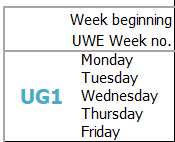 Week beginning
UWE Week no.
Monday
Tuesday
UG1 Wednesday
Thursday
Friday